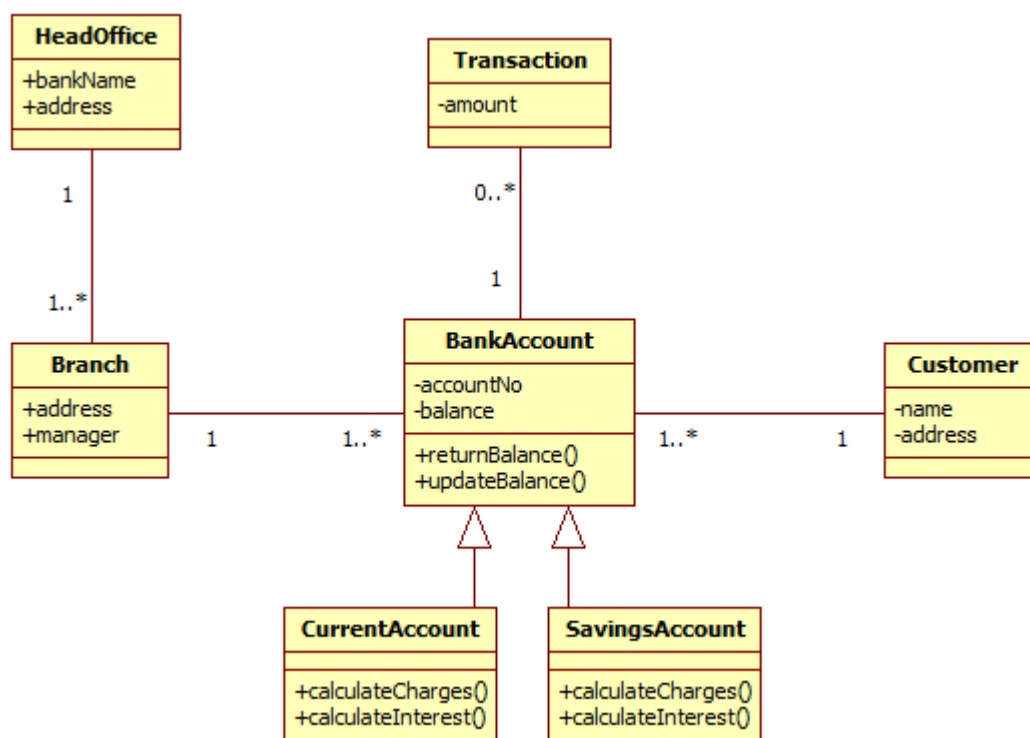 HeadOffice
+bankName
+address
1
1..*
Transaction
-amount
0..*
1
Branch
+address
+manager
1
1..*
BankAccount
-accountNo
-balance
+returnBalance()
+updateBalance()
1..*
1
Customer
-name
-address
CurrentAccount
+calculateCharges()
+calculateInterest()
SavingsAccount
+calculateCharges()
+calculateInterest()